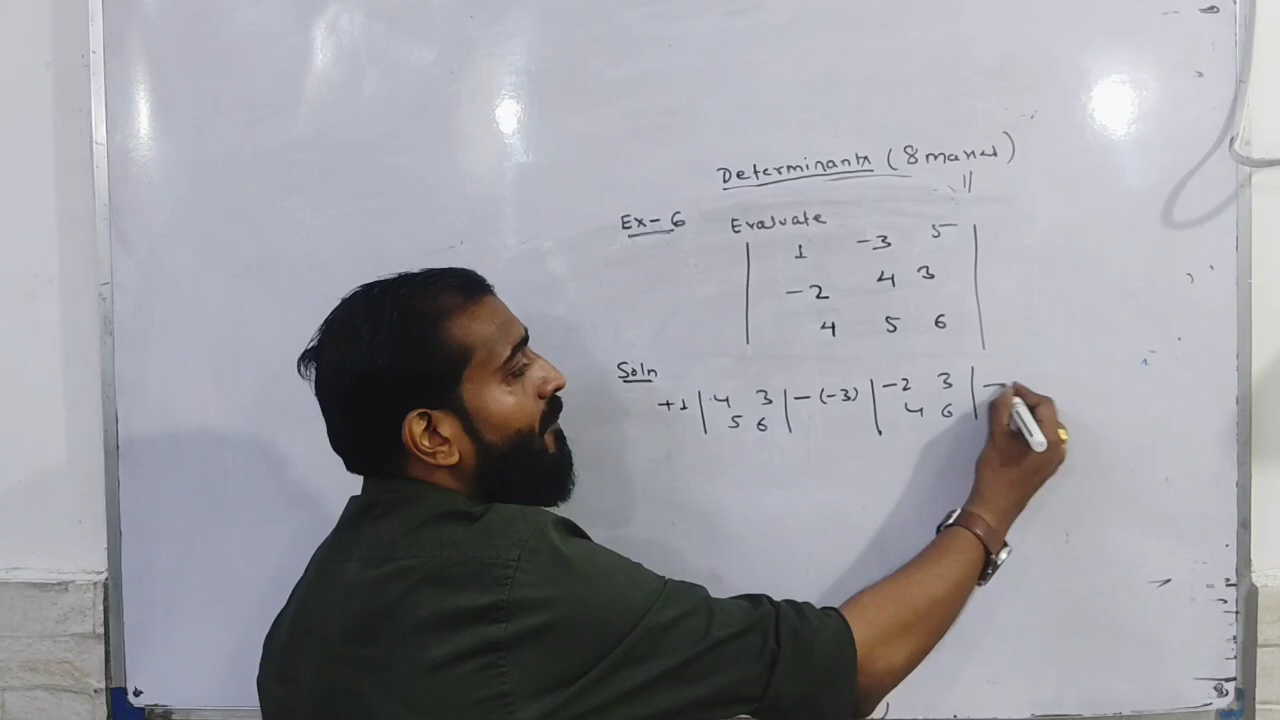 Determinants (8 marks)
Ex-6 Evaluate
| 1 -3 5 |
| -2 4 3 |
| 4 5 6 |
Soln
+1 | 4 3 | -(-3) | -2 3 | -
| 5 6 | | 4 6 |